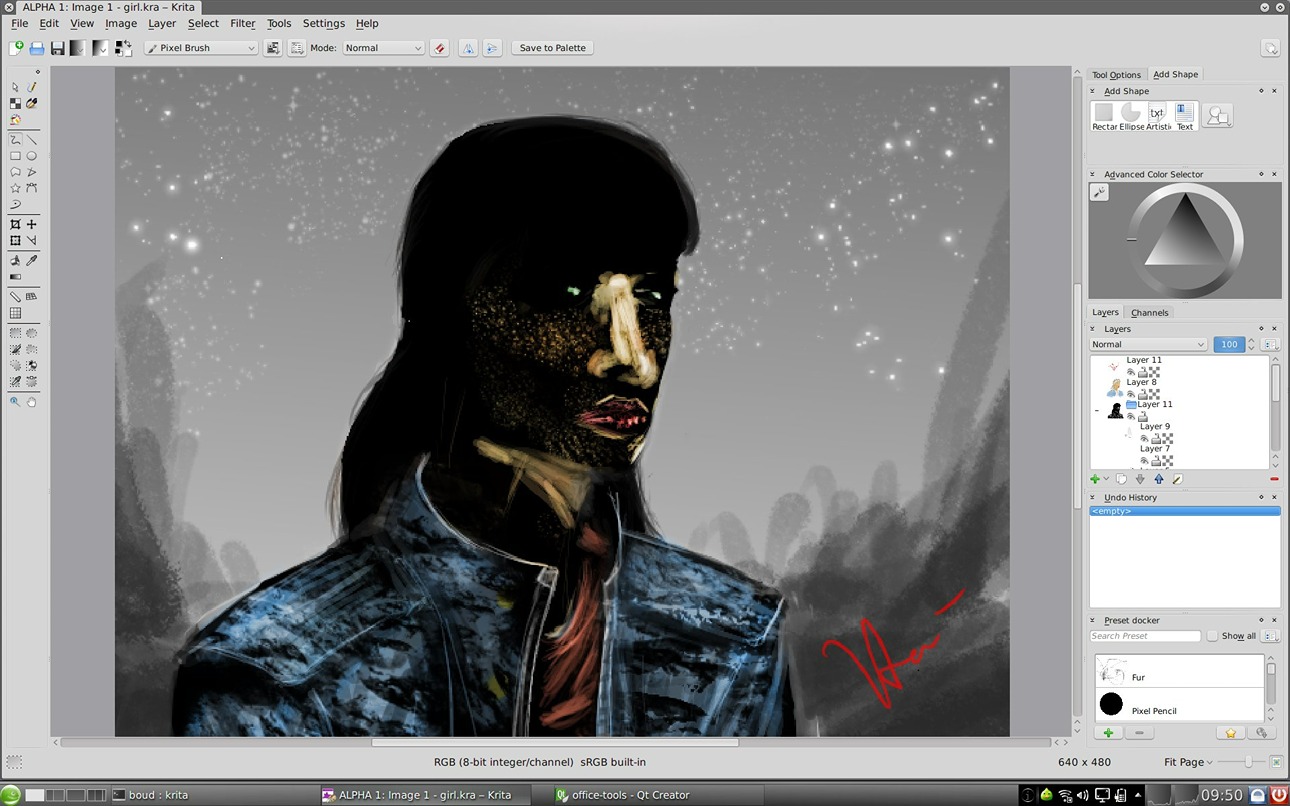 ALPHA 1: Image 1 - girl.kra – Krita
File Edit View Image Layer Select Filter Tools Settings Help
Pixel Brush Mode: Normal Save to Palette
Tool Options Add Shape
Add Shape
Rectar Ellipse Artisti Text
Advanced Color Selector
Layers Channels
Layers
Normal 100
Layer 11
Layer 8
Layer 11
Layer 9
Layer 7
Undo History
<empty>
Preset docker
Search Preset Show all
Fur
Pixel Pencil
RGB (8-bit integer/channel) sRGB built-in 640 x 480 Fit Page
boud : krita ALPHA 1: Image 1 - girl.kra – Krita office-tools - Qt Creator 09:50